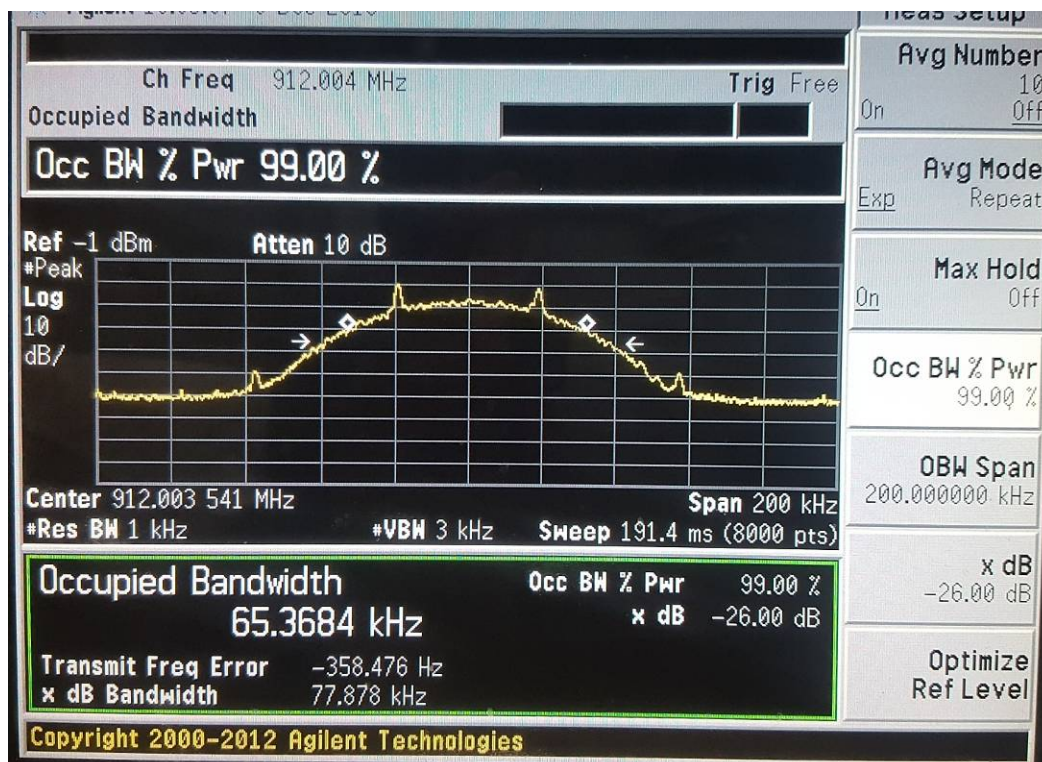 Meas Setup
Ch Freq 912.004 MHz Trig Free
Occupied Bandwidth
Occ BW % Pwr 99.00 %
Ref -1 dBm Atten 10 dB
#Peak
Log
10
dB/
Center 912.003 541 MHz Span 200 kHz
#Res BW 1 kHz #VBW 3 kHz Sweep 191.4 ms (8000 pts)
Occupied Bandwidth Occ BW % Pwr 99.00 %
65.3684 kHz x dB -26.00 dB
Transmit Freq Error -358.476 Hz
x dB Bandwidth 77.878 kHz
Copyright 2000-2012 Agilent Technologies
Avg Number
10
On Off
Avg Mode
Exp Repeat
Max Hold
On Off
Occ BW % Pwr
99.00 %
OBW Span
200.000000 kHz
x dB
-26.00 dB
Optimize
Ref Level